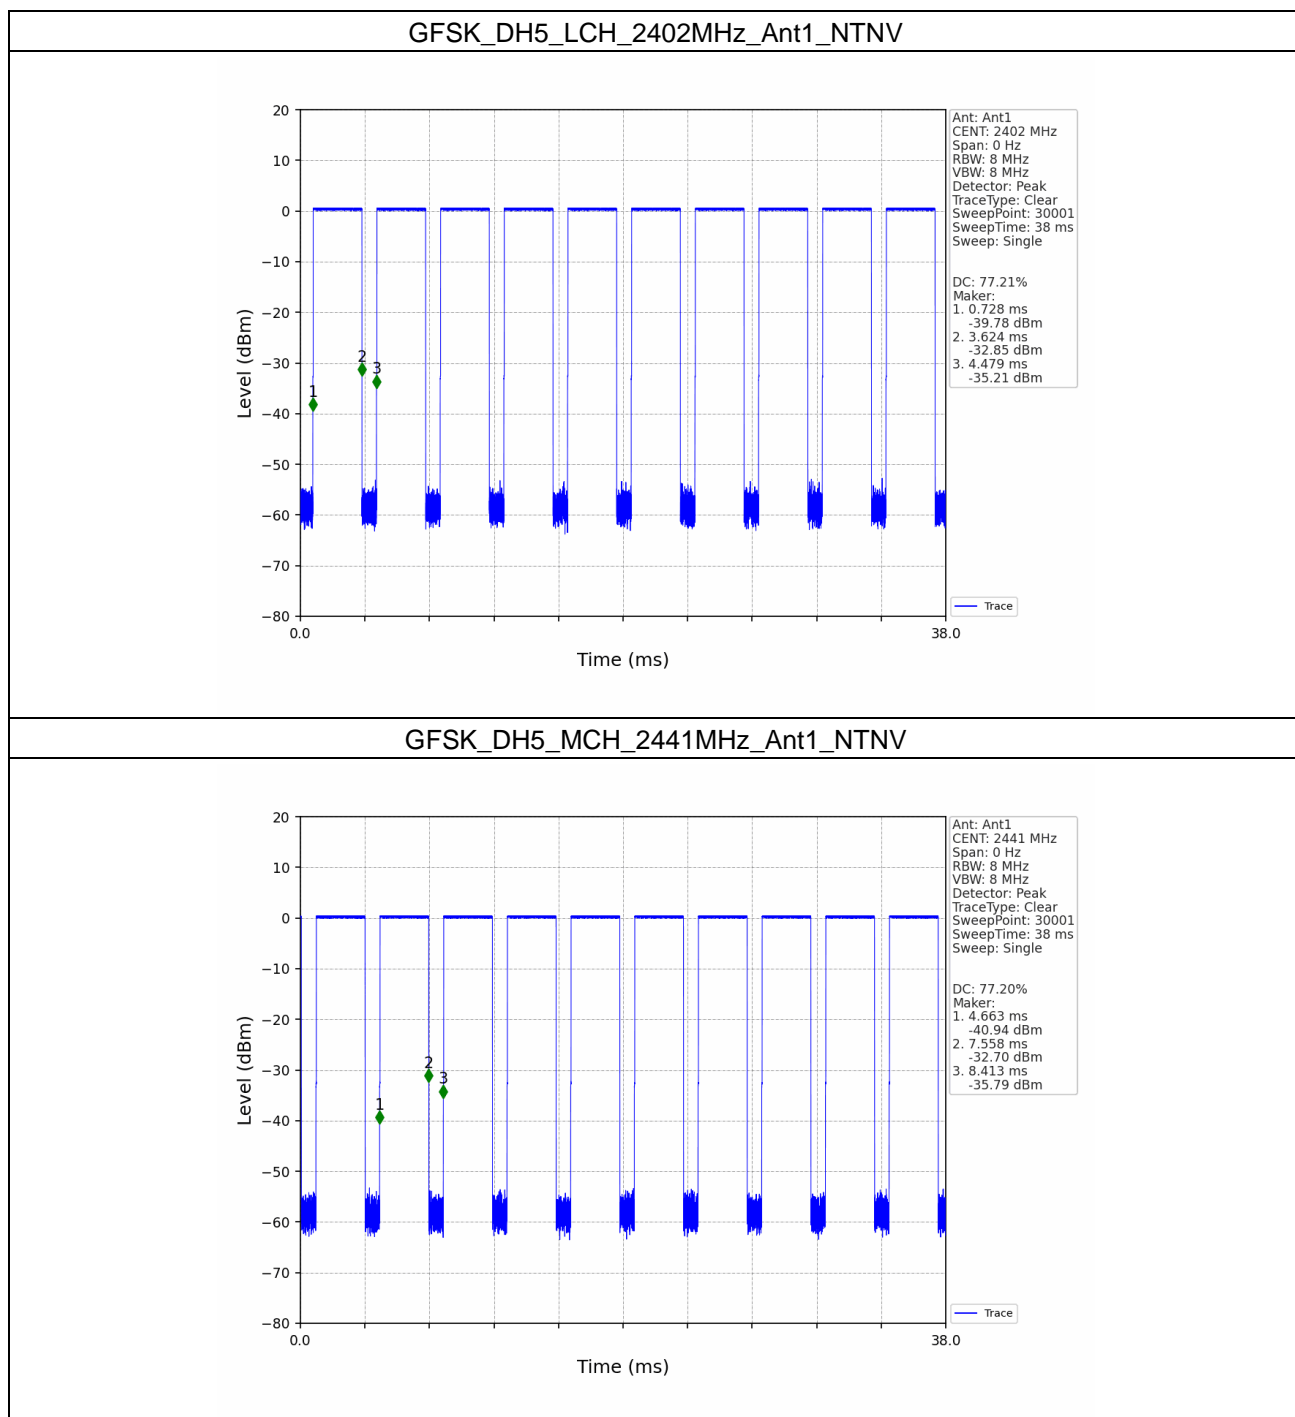 GFSK_DH5_LCH_2402MHz_Ant1_NTNV
20
10
0
−10
−20
−30
−40
−50
−60
−70
−80
Level (dBm)
1
2
3
0.0
38.0
Time (ms)
Ant: Ant1
CENT: 2402 MHz
Span: 0 Hz
RBW: 8 MHz
VBW: 8 MHz
Detector: Peak
TraceType: Clear
SweepPoint: 30001
SweepTime: 38 ms
Sweep: Single
DC: 77.21%
Maker:
1. 0.728 ms
-39.78 dBm
2. 3.624 ms
-32.85 dBm
3. 4.479 ms
-35.21 dBm
Trace
GFSK_DH5_MCH_2441MHz_Ant1_NTNV
20
10
0
−10
−20
−30
−40
−50
−60
−70
−80
Level (dBm)
1
2
3
0.0
38.0
Time (ms)
Ant: Ant1
CENT: 2441 MHz
Span: 0 Hz
RBW: 8 MHz
VBW: 8 MHz
Detector: Peak
TraceType: Clear
SweepPoint: 30001
SweepTime: 38 ms
Sweep: Single
DC: 77.20%
Maker:
1. 4.663 ms
-40.94 dBm
2. 7.558 ms
-32.70 dBm
3. 8.413 ms
-35.79 dBm
Trace